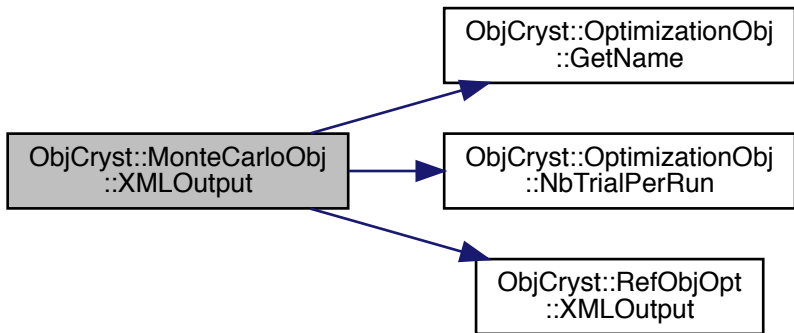 ObjCryst::MonteCarloObj
::XMLOutput
ObjCryst::OptimizationObj
::GetName
ObjCryst::OptimizationObj
::NbTrialPerRun
ObjCryst::RefObjOpt
::XMLOutput